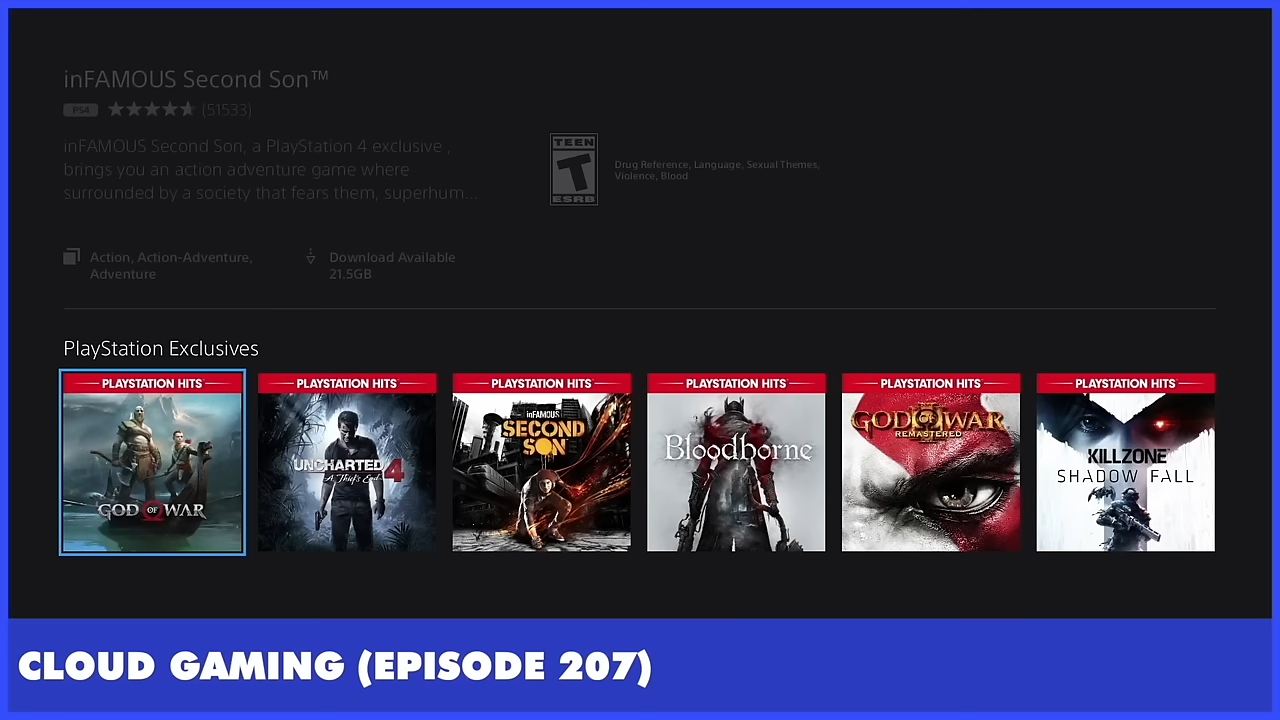 inFAMOUS Second Son™
PS4 (51533)
inFAMOUS Second Son, a PlayStation 4 exclusive ,
brings you an action adventure game where
surrounded by a society that fears them, superhum...
TEEN
T
ESRB
Drug Reference, Language, Sexual Themes,
Violence, Blood
Action, Action-Adventure,
Adventure
Download Available
21.5GB
PlayStation Exclusives
PLAYSTATION HITS
GOD OF WAR
PLAYSTATION HITS
UNCHARTED 4
A Thief's End
PLAYSTATION HITS
inFAMOUS
SECOND
SON
PLAYSTATION HITS
Bloodborne
PLAYSTATION HITS
GOD OF WAR III
REMASTERED
PLAYSTATION HITS
KILLZONE
SHADOW FALL
CLOUD GAMING (EPISODE 207)